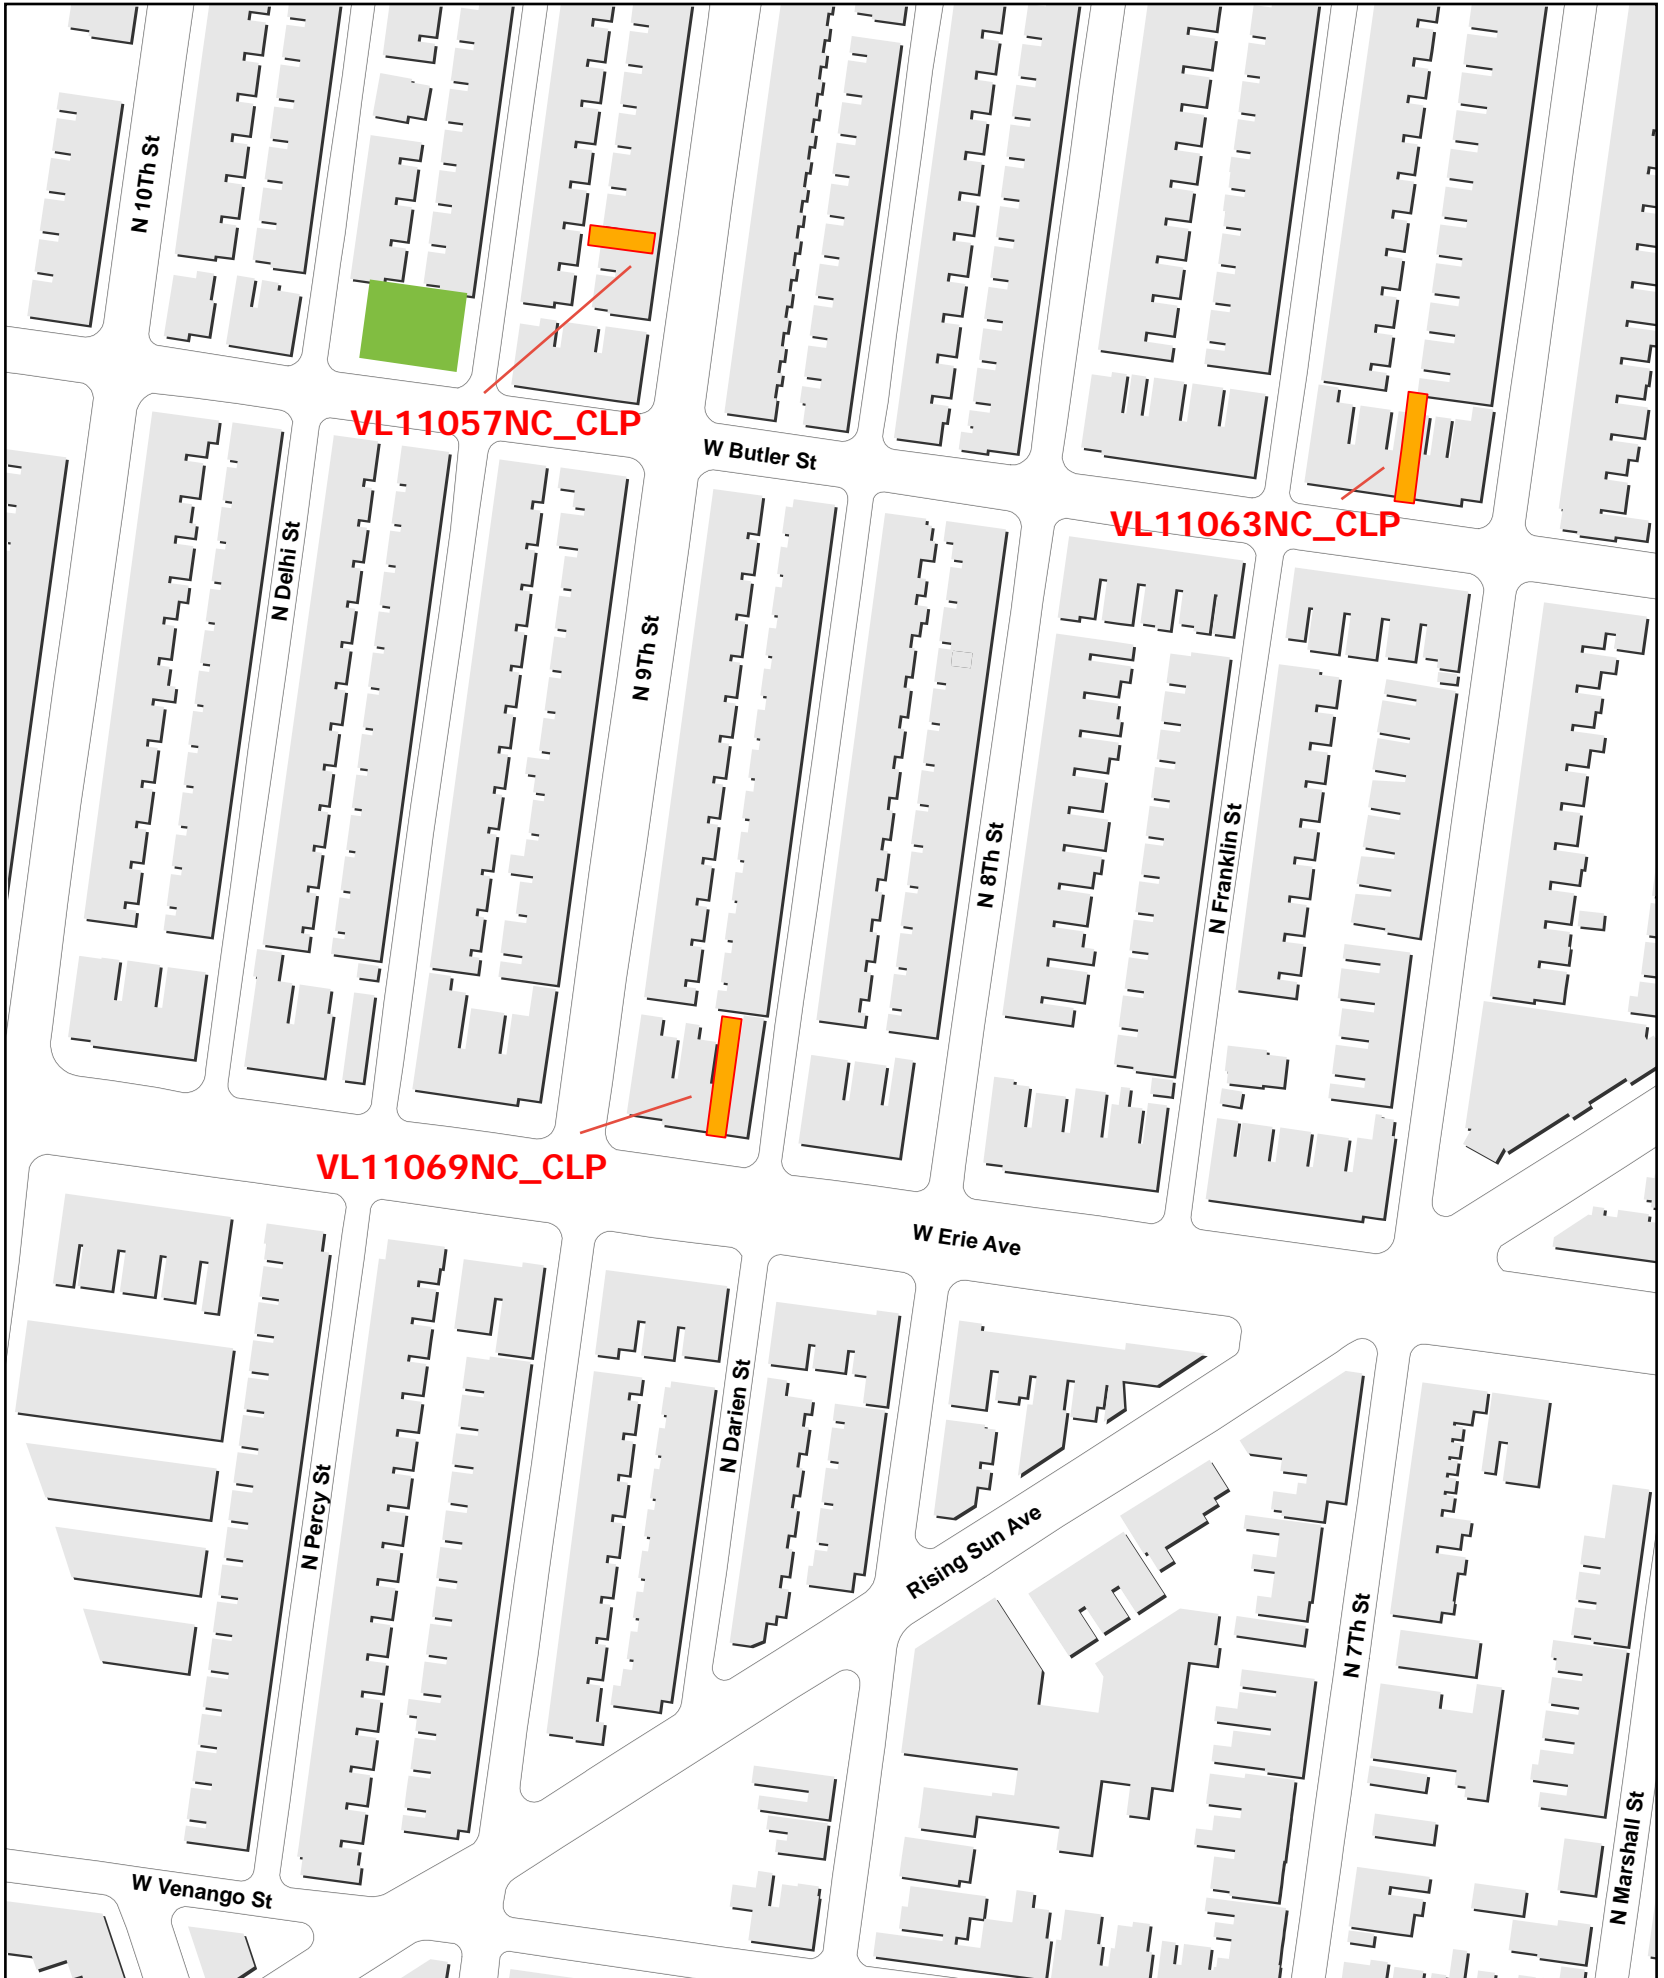 N 10Th St
VL11057NC_CLP
W Butler St
VL11063NC_CLP
N Delhi St
N 9Th St
N 8Th St
N Franklin St
VL11069NC_CLP
W Erie Ave
N Darien St
N Percy St
Rising Sun Ave
N 7Th St
N Marshall St
W Venango St